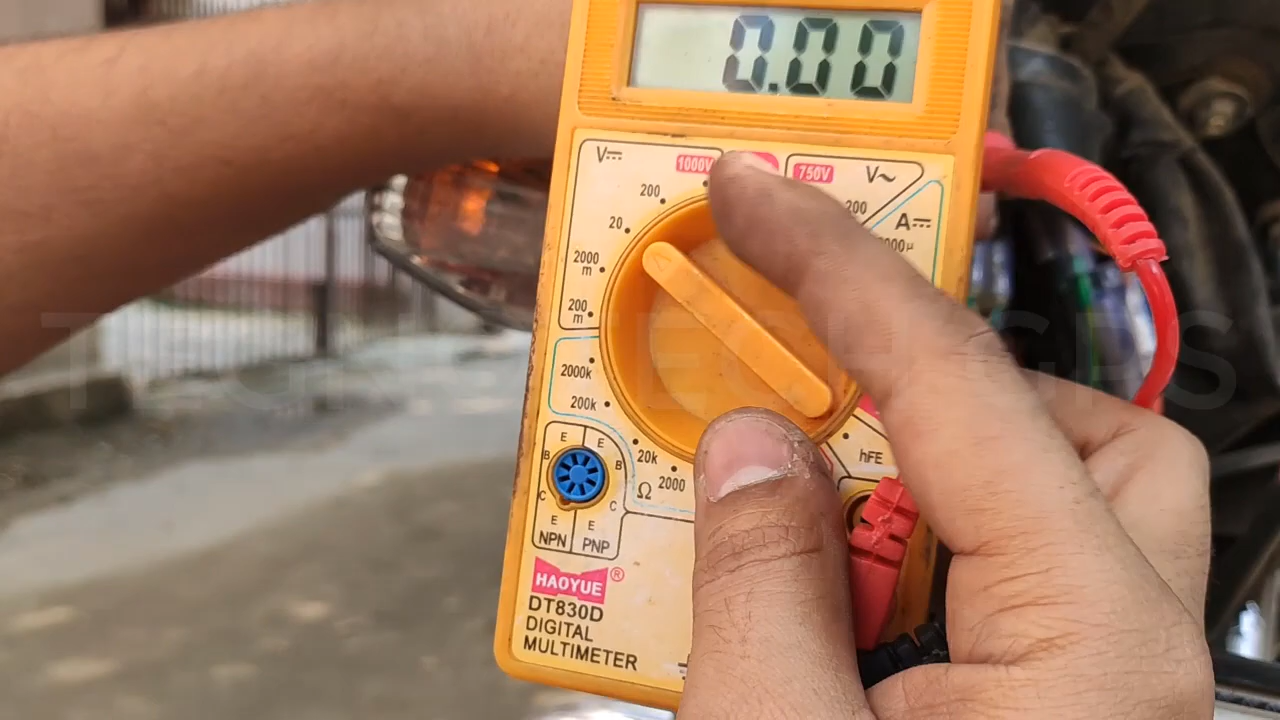 0.00
V⎓
1000V
750V
V~
200
200
A⎓
20
2000
m
200
m
2000k
200k
20k
2000
Ω
hFE
E
E
B
B
C
C
E
E
NPN
PNP
HAOYUE®
DT830D
DIGITAL
MULTIMETER